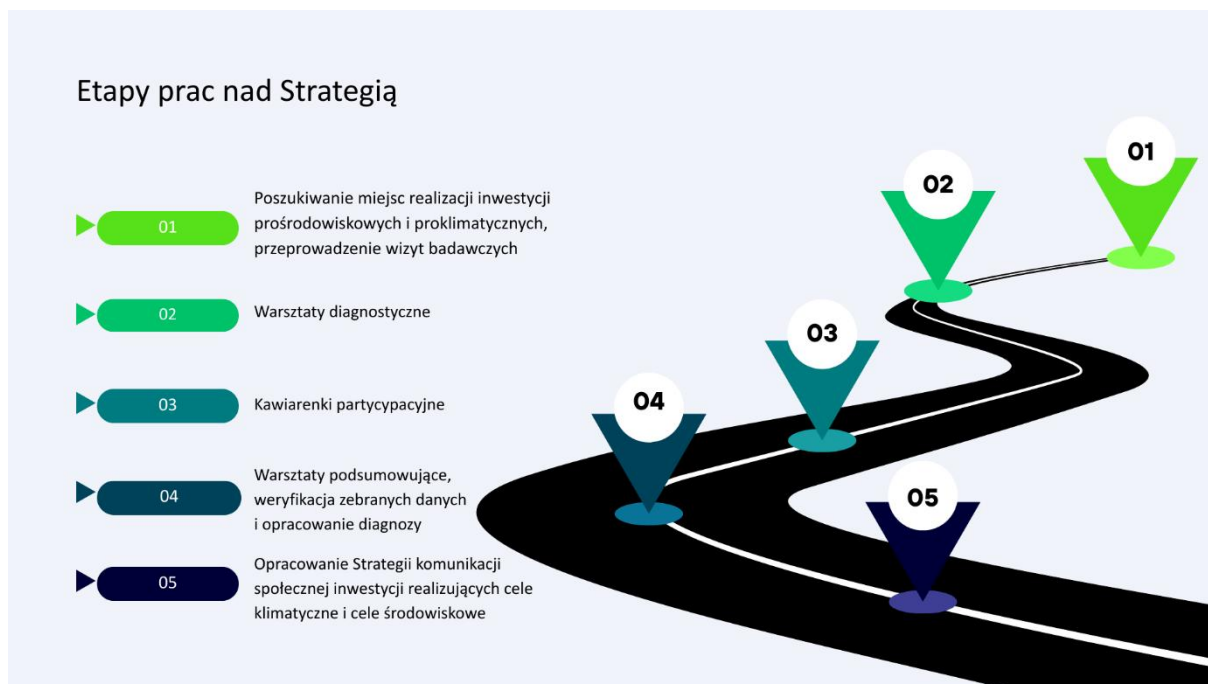 Etapy prac nad Strategią
01
Poszukiwanie miejsc realizacji inwestycji
prośrodowiskowych i proklimatycznych,
przeprowadzenie wizyt badawczych
02
Warsztaty diagnostyczne
03
Kawiarenki partycypacyjne
04
Warsztaty podsumowujące,
weryfikacja zebranych danych
i opracowanie diagnozy
05
Opracowanie Strategii komunikacji
społecznej inwestycji realizujących cele
klimatyczne i cele środowiskowe
01
02
03
04
05